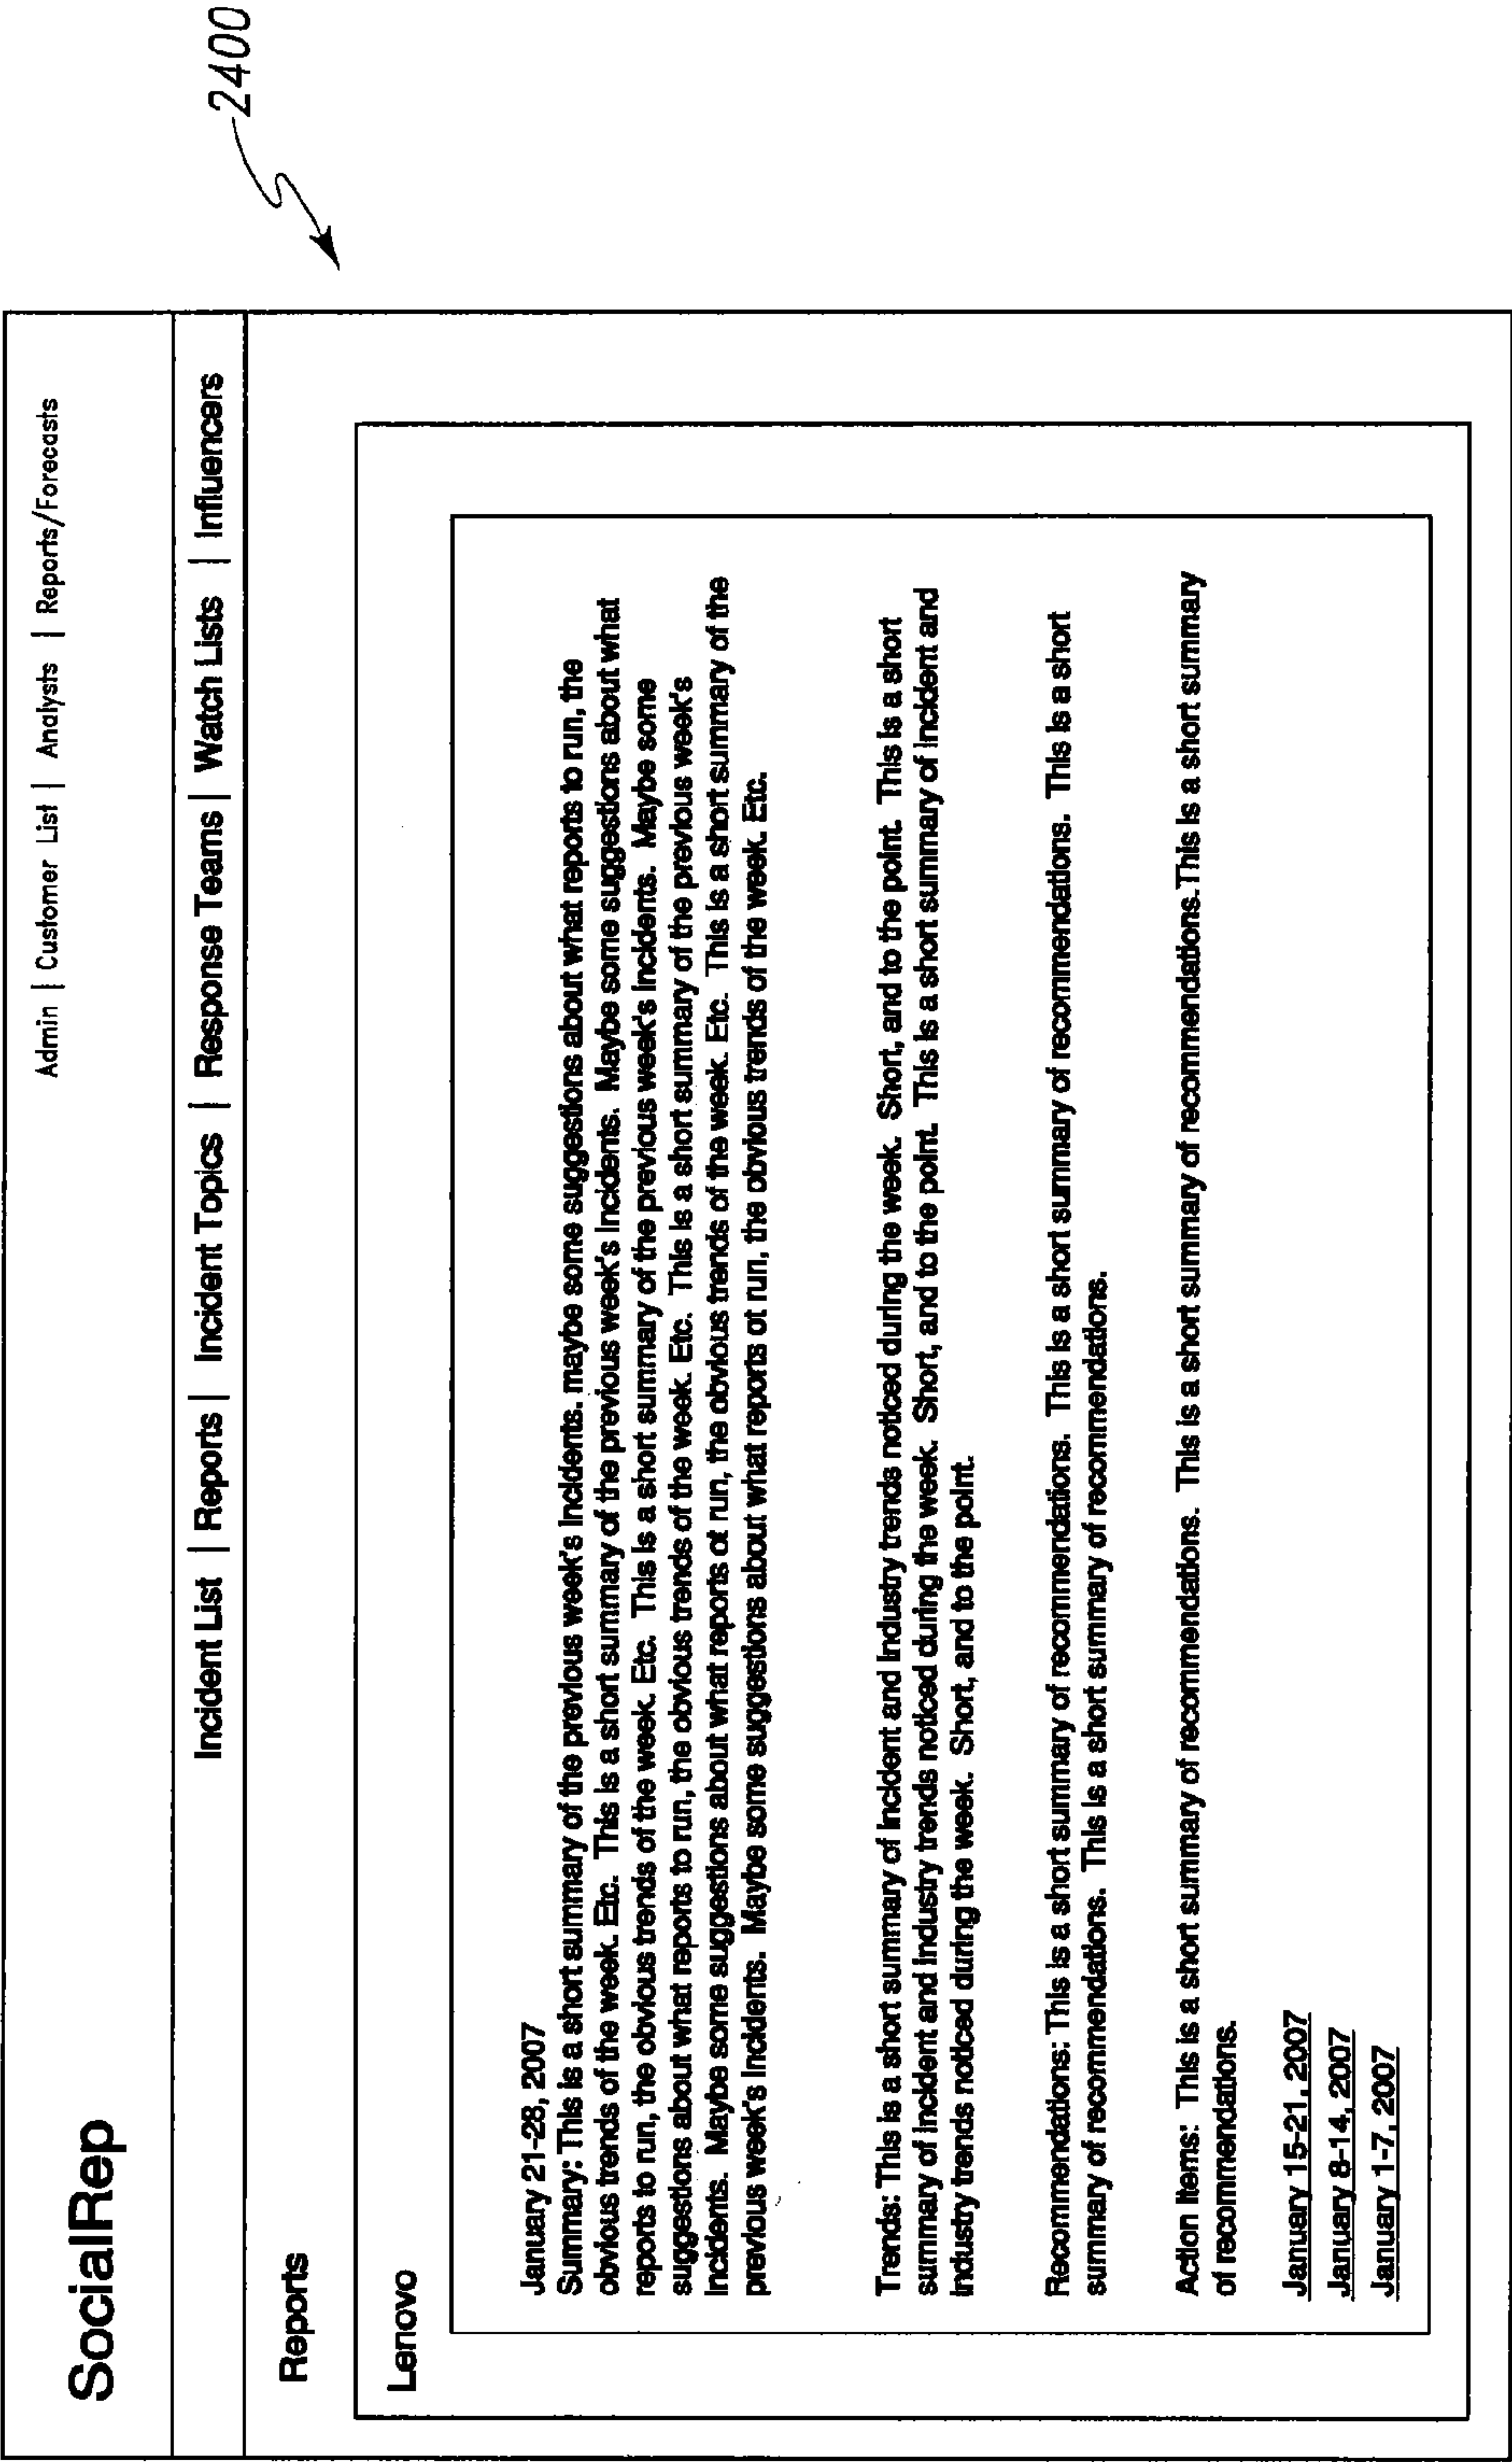 SocialRep
Admin | Customer List | Analysts | Reports/Forecasts
Incident List | Reports | Incident Topics | Response Teams | Watch Lists | Influencers
2400
Reports
Lenovo
January 21-28, 2007
Summary: This is a short summary of the previous week's incidents. maybe some suggestions about what reports to run, the
obvious trends of the week. Etc. This is a short summary of the previous week's incidents. Maybe some suggestions about what
reports to run, the obvious trends of the week. Etc. This is a short summary of the previous week's incidents. Maybe some
suggestions about what reports to run, the obvious trends of the week. Etc. This is a short summary of the previous week's
incidents. Maybe some suggestions about what reports ot run, the obvious trends of the week. Etc. This is a short summary of the
previous week's incidents. Maybe some suggestions about what reports ot run, the obvious trends of the week. Etc.
Trends: This is a short summary of incident and industry trends noticed during the week. Short, and to the point. This is a short
summary of incident and industry trends noticed during the week. Short, and to the point. This is a short summary of incident and
industry trends noticed during the week. Short, and to the point.
Recommendations: This is a short summary of recommendations. This is a short summary of recommendations. This is a short
summary of recommendations. This is a short summary of recommendations.
Action Items: This is a short summary of recommendations. This is a short summary of recommendations.This is a short summary
of recommendations.
January 15-21, 2007
January 8-14, 2007
January 1-7, 2007